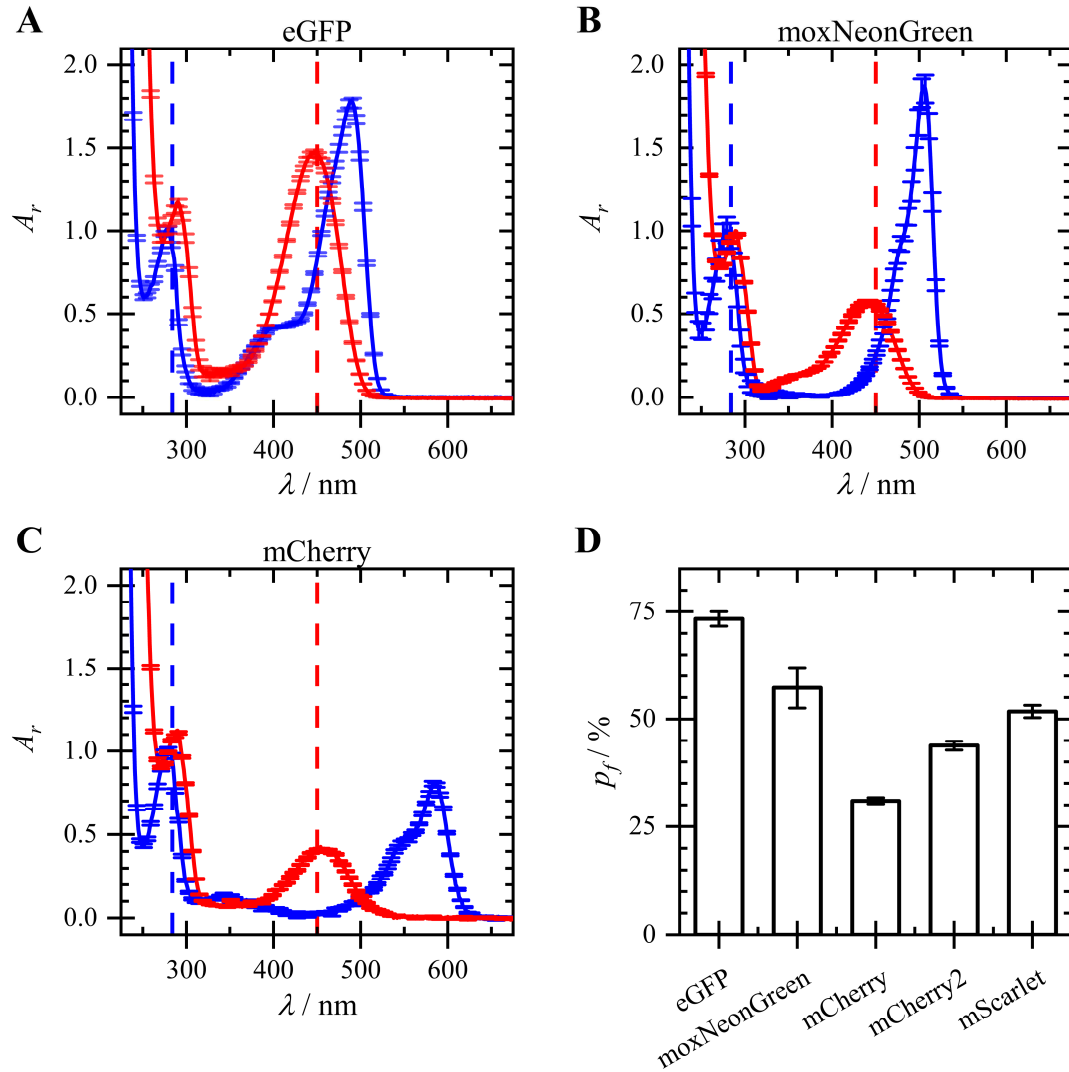 A
eGFP
2.0
1.5
1.0
0.5
0.0
A_r
300 400 500 600
λ / nm
B
moxNeonGreen
2.0
1.5
1.0
0.5
0.0
A_r
300 400 500 600
λ / nm
C
mCherry
2.0
1.5
1.0
0.5
0.0
A_r
300 400 500 600
λ / nm
D
75
50
25
0
p_f / %
eGFP
moxNeonGreen
mCherry
mCherry2
mScarlet